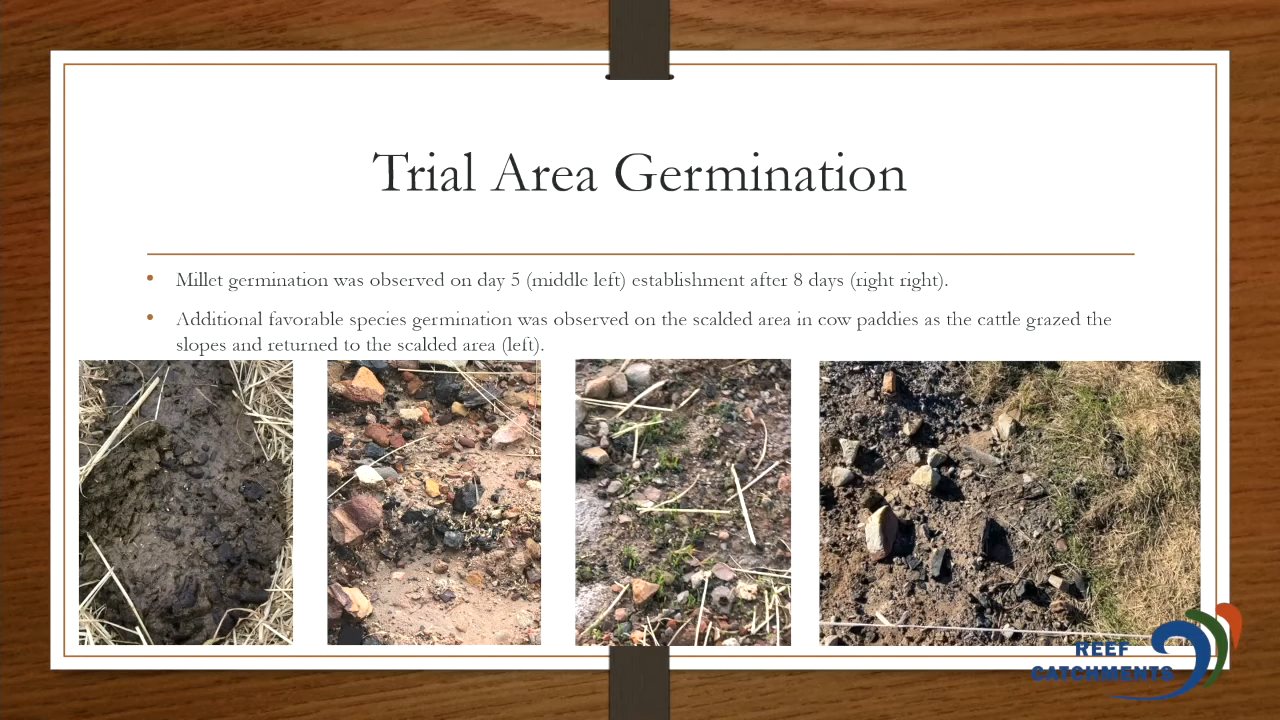 Trial Area Germination
• Millet germination was observed on day 5 (middle left) establishment after 8 days (right right).
• Additional favorable species germination was observed on the scalded area in cow paddies as the cattle grazed the
slopes and returned to the scalded area (left).
REEF
CATCHMENTS